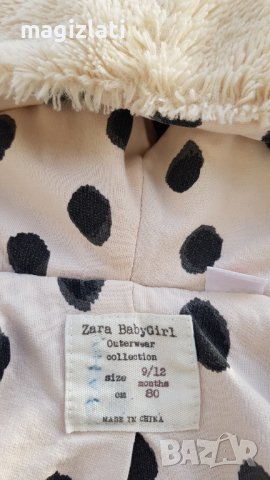 magizlati
Zara BabyGirl
Outerwear
collection
size 9/12 months
cm 80
MADE IN CHINA
bazar